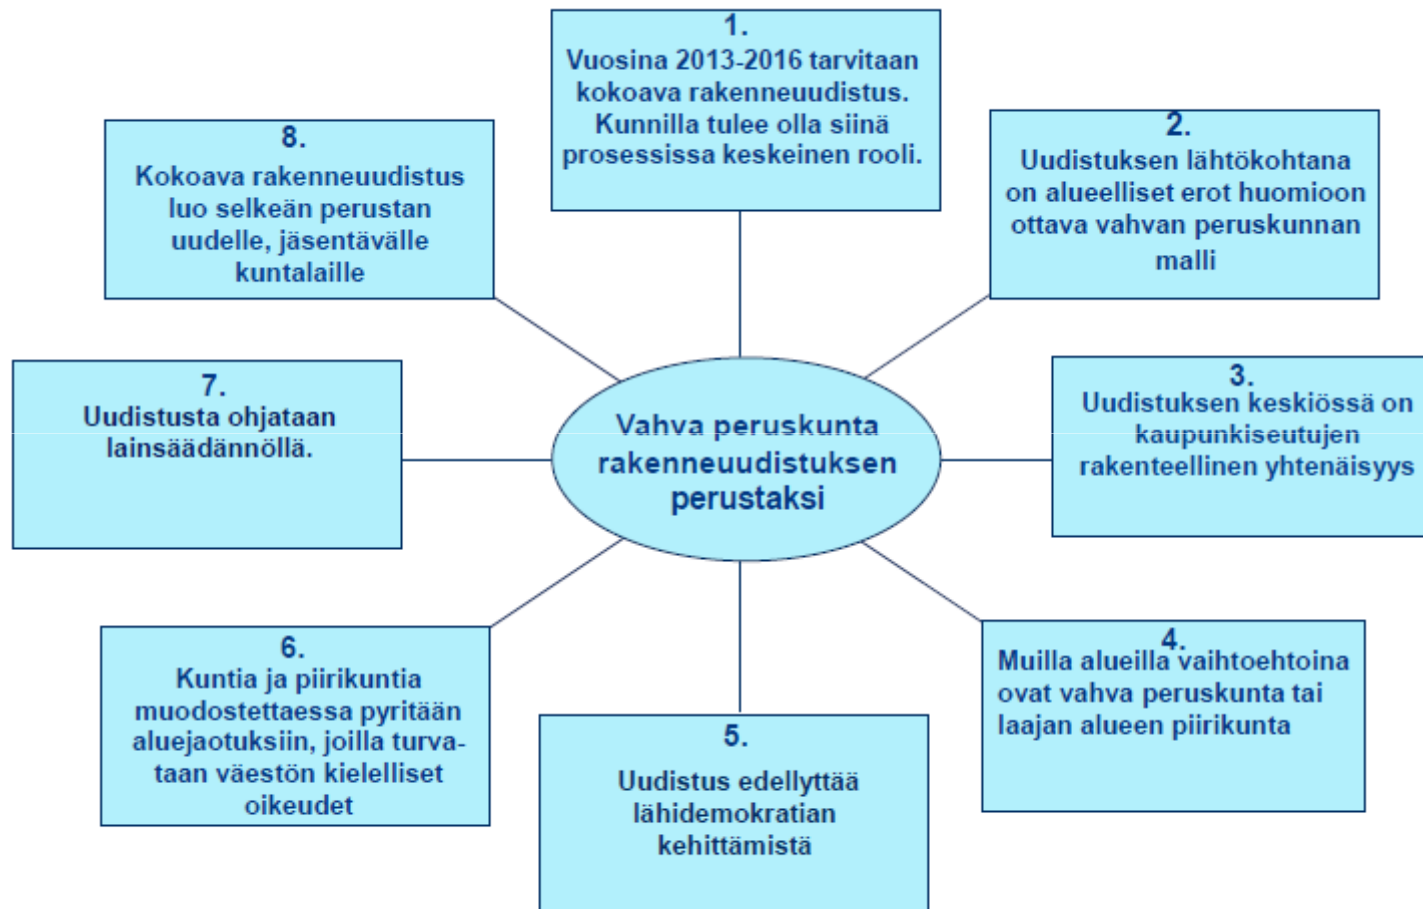 1.
Vuosina 2013-2016 tarvitaan
kokoava rakenneuudistus.
Kunnilla tulee olla siinä
prosessissa keskeinen rooli.
2.
Uudistuksen lähtökohtana
on alueelliset erot huomioon
ottava vahvan peruskunnan
malli
3.
Uudistuksen keskiössä on
kaupunkiseutujen
rakenteellinen yhtenäisyys
4.
Muilla alueilla vaihtoehtoina
ovat vahva peruskunta tai
laajan alueen piirikunta
5.
Uudistus edellyttää
lähidemokratian
kehittämistä
6.
Kuntia ja piirikuntia
muodostettaessa pyritään
aluejaotuksiin, joilla turva-
taan väestön kielelliset
oikeudet
7.
Uudistusta ohjataan
lainsäädännöllä.
8.
Kokoava rakenneuudistus
luo selkeän perustan
uudelle, jäsentävälle
kuntalaille
Vahva peruskunta
rakenneuudistuksen
perustaksi